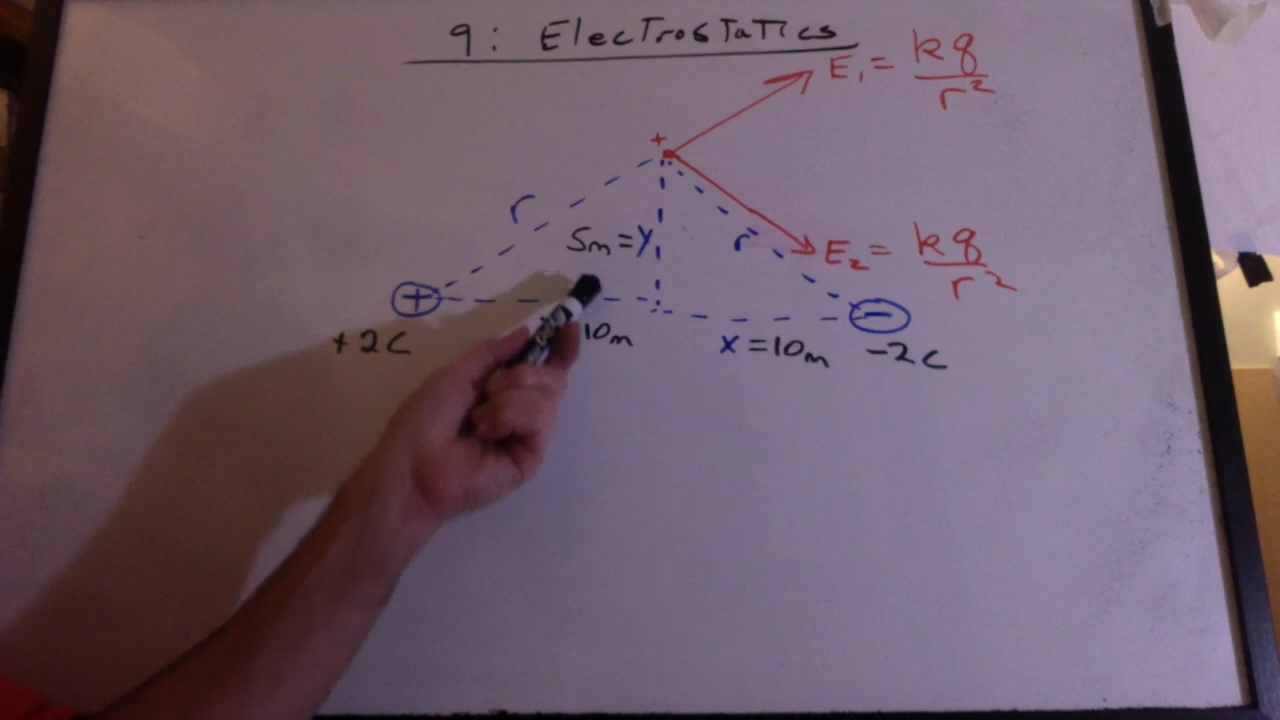 9: ElecTrosTaTics
E₁ = kq/r²
+
r
5m = y
r
E₂ = kq/r²
+
10m
x = 10m
−
+2C
−2C